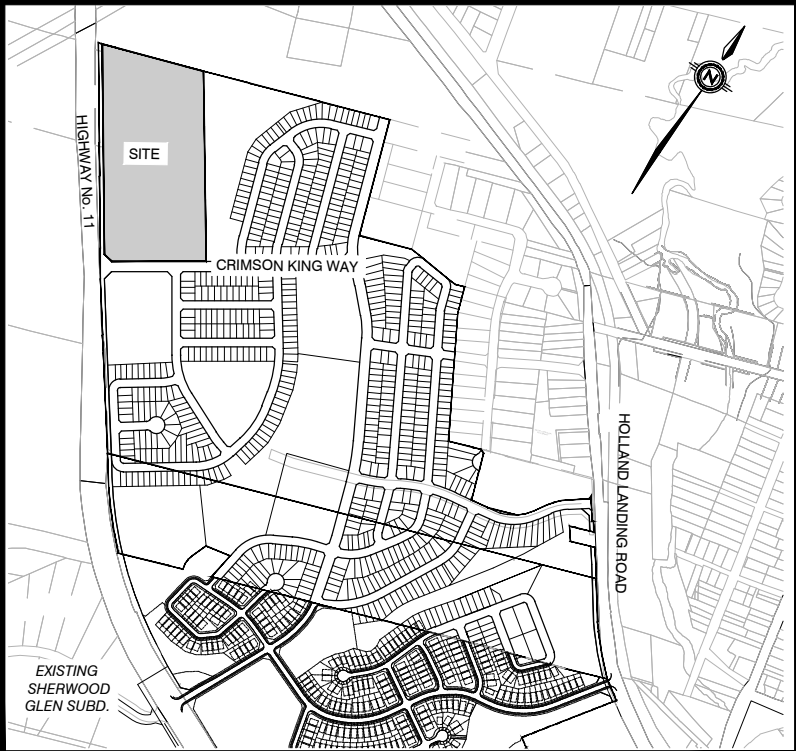 N
HIGHWAY No. 11
SITE
CRIMSON KING WAY
HOLLAND LANDING ROAD
EXISTING
SHERWOOD
GLEN SUBD.